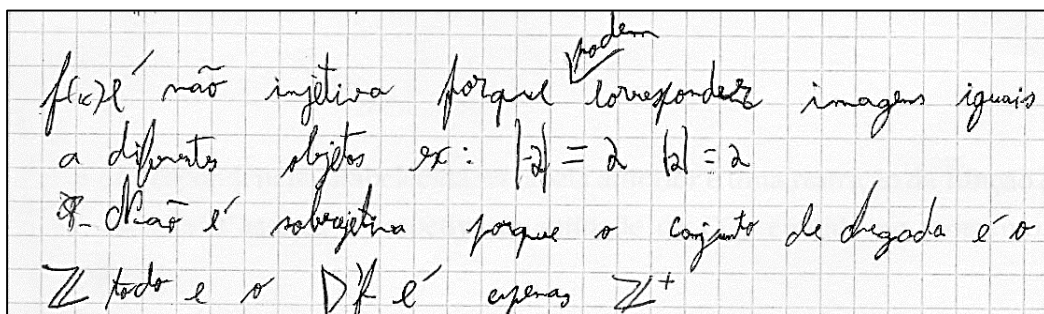 podem
f(x) é não injetiva porque corresponder imagens iguais
a diferentes objetos ex: |-2| = 2 |2| = 2
Não é sobrejetiva porque o conjunto de chegada é o
ℤ todo e o D'f é apenas ℤ⁺